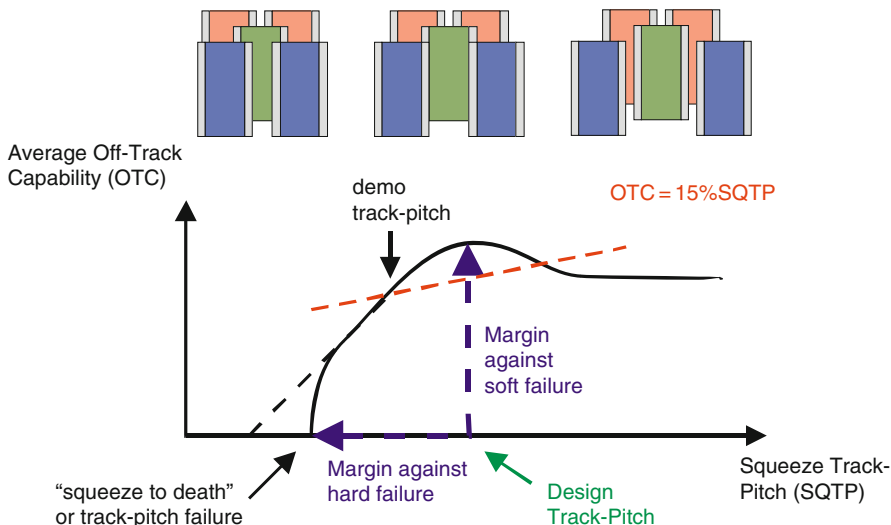 Average Off-Track
Capability (OTC)
demo
track-pitch
OTC = 15%SQTP
Margin
against
soft failure
Margin against
hard failure
"squeeze to death"
or track-pitch failure
Design
Track-Pitch
Squeeze Track-
Pitch (SQTP)